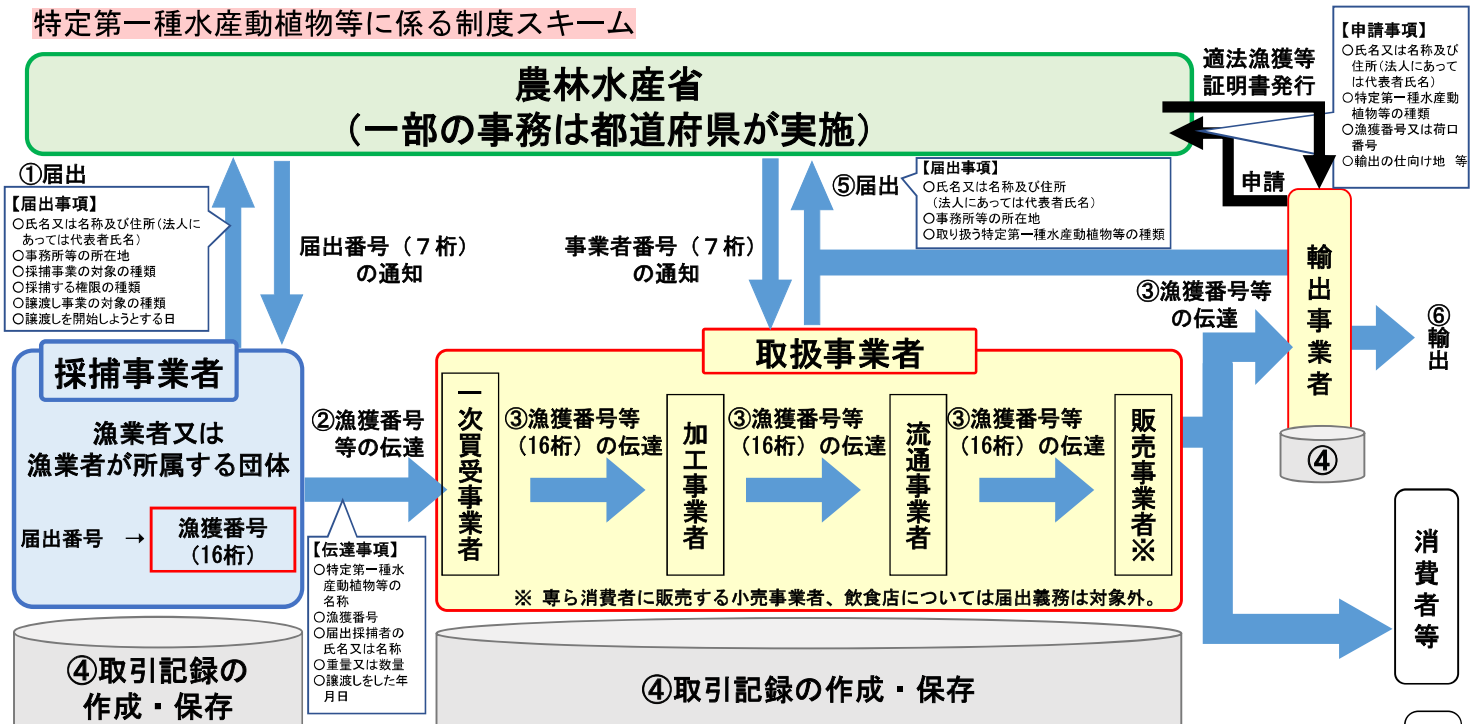 特定第一種水産動植物等に係る制度スキーム
農林水産省
（一部の事務は都道府県が実施）
適法漁獲等
証明書発行
【申請事項】
○氏名又は名称及び
住所（法人にあって
は代表者氏名）
○特定第一種水産動
植物等の種類
○漁獲番号又は荷口
番号
○輸出の仕向け地　等
申請
①届出
【届出事項】
○氏名又は名称及び住所（法人に
あっては代表者氏名）
○事務所等の所在地
○採捕事業の対象の種類
○採捕する権限の種類
○譲渡し事業の対象の種類
○譲渡しを開始しようとする日
届出番号（７桁）
の通知
事業者番号（７桁）
の通知
⑤届出
【届出事項】
○氏名又は名称及び住所
（法人にあっては代表者氏名）
○事務所等の所在地
○取り扱う特定第一種水産動植物等の種類
③漁獲番号等
の伝達
輸出事業者
④
⑥輸出
採捕事業者
漁業者又は
漁業者が所属する団体
届出番号　→
漁獲番号
（16桁）
②漁獲番号
等の伝達
【伝達事項】
○特定第一種水
産動植物等の
名称
○漁獲番号
○届出採捕者の
氏名又は名称
○重量又は数量
○譲渡しをした年
月日
取扱事業者
一次買受事業者
③漁獲番号等
（16桁）の伝達
加工事業者
③漁獲番号等
（16桁）の伝達
流通事業者
③漁獲番号等
（16桁）の伝達
販売事業者※
※ 専ら消費者に販売する小売事業者、飲食店については届出義務は対象外。
消費者等
④取引記録の
作成・保存
④取引記録の作成・保存